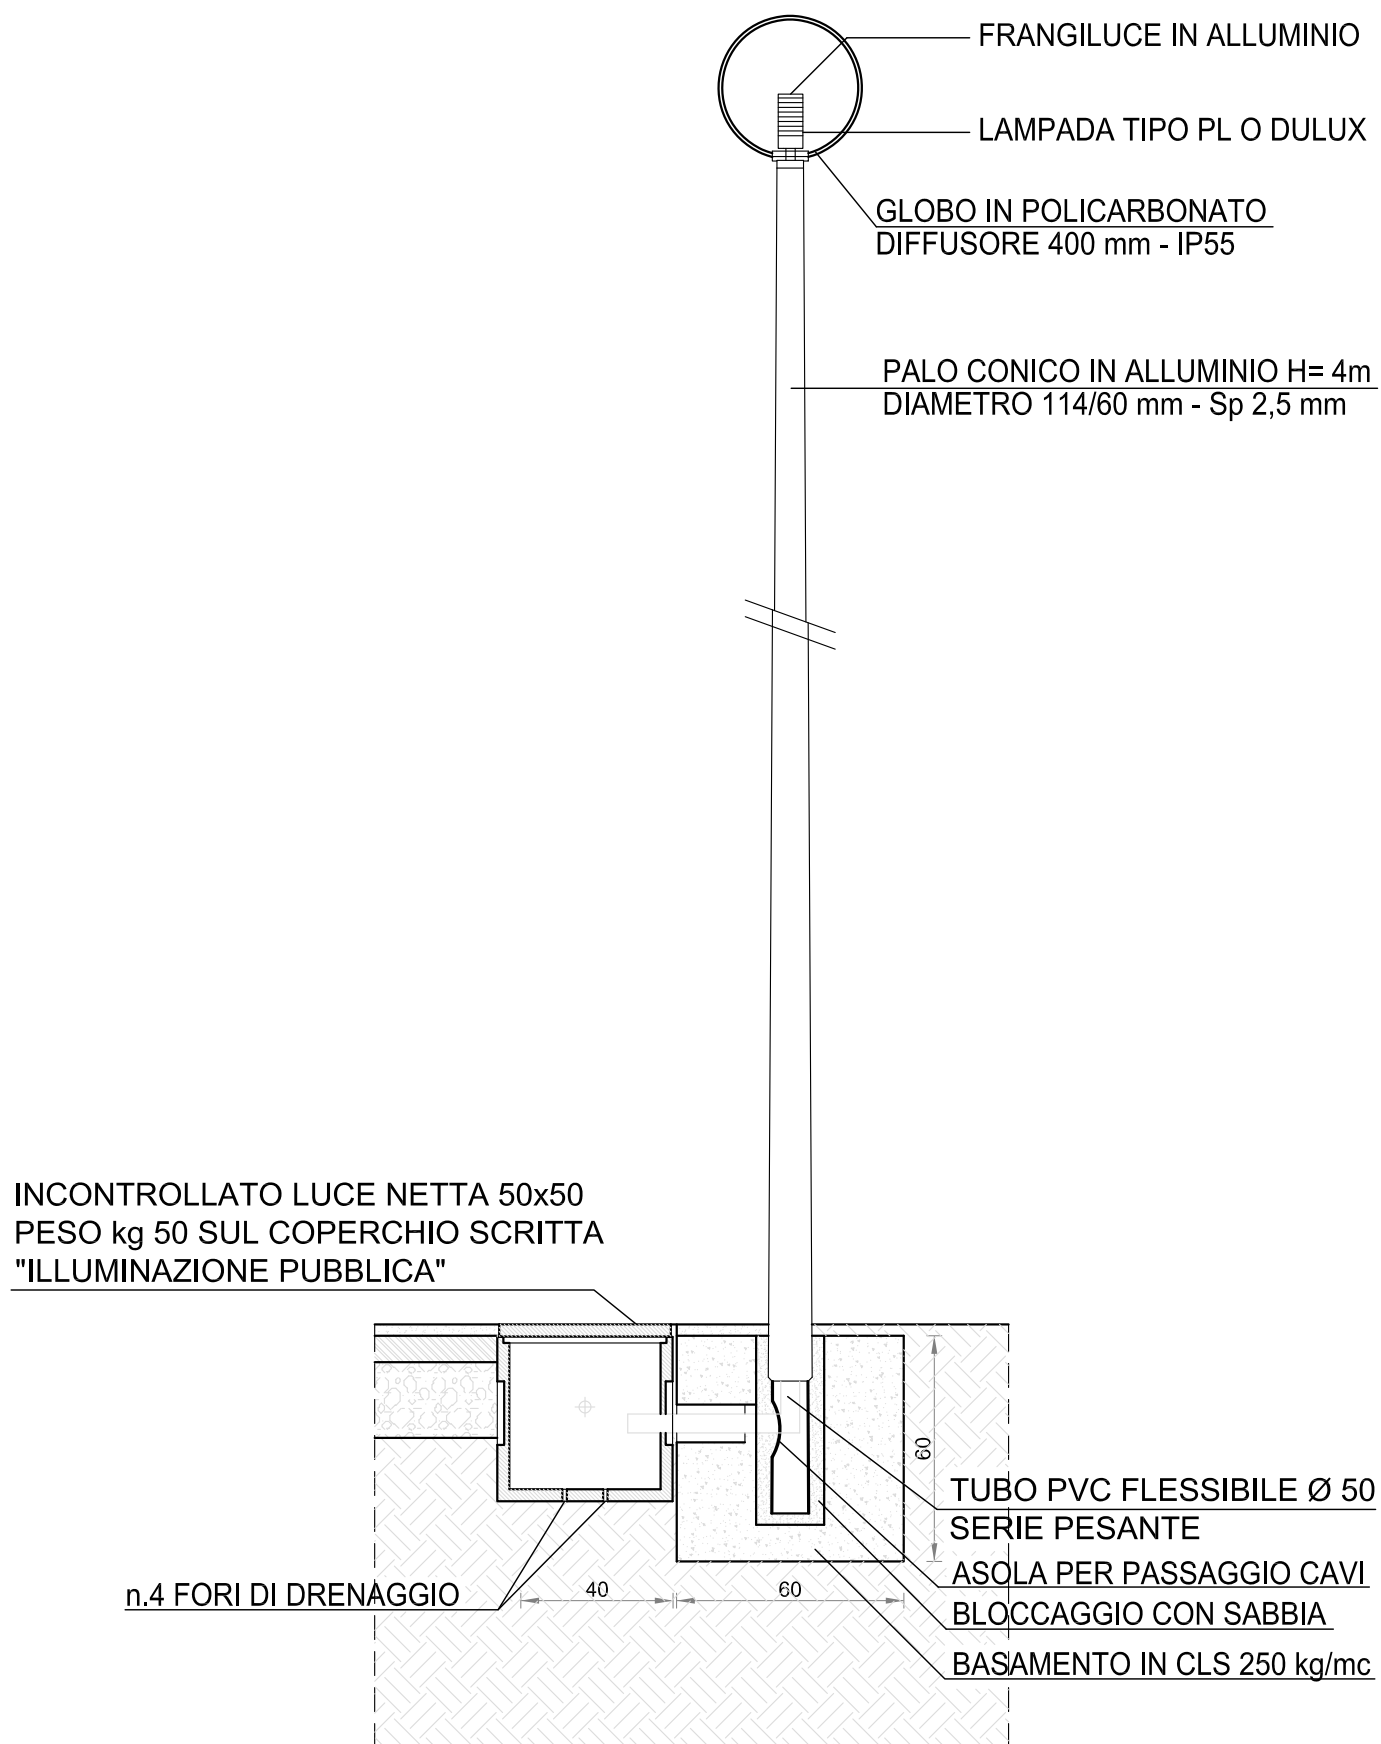 FRANGILUCE IN ALLUMINIO
LAMPADA TIPO PL O DULUX
GLOBO IN POLICARBONATO
DIFFUSORE 400 mm - IP55
PALO CONICO IN ALLUMINIO H= 4m
DIAMETRO 114/60 mm - Sp 2,5 mm
INCONTROLLATO LUCE NETTA 50x50
PESO kg 50 SUL COPERCHIO SCRITTA
"ILLUMINAZIONE PUBBLICA"
60
TUBO PVC FLESSIBILE Ø 50
SERIE PESANTE
ASOLA PER PASSAGGIO CAVI
n.4 FORI DI DRENAGGIO
40
60
BLOCCAGGIO CON SABBIA
BASAMENTO IN CLS 250 kg/mc